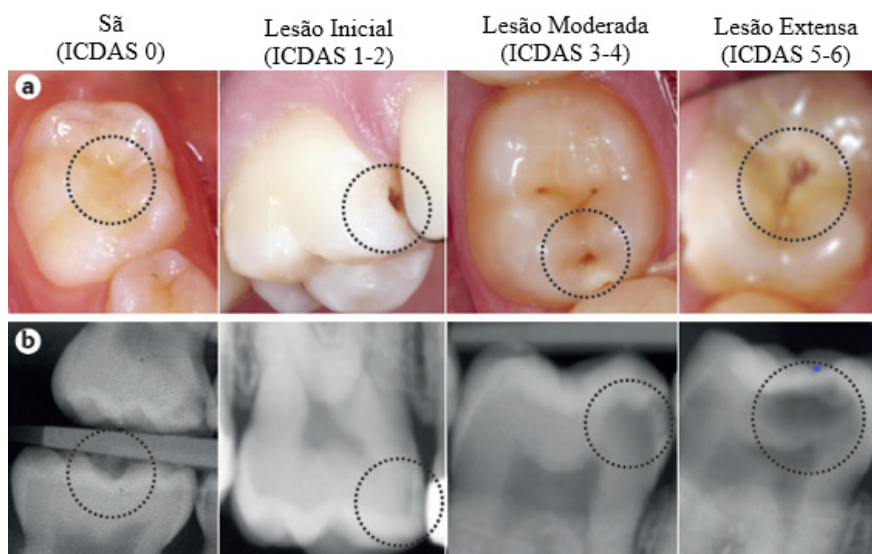 Sã
(ICDAS 0)
Lesão Inicial
(ICDAS 1-2)
Lesão Moderada
(ICDAS 3-4)
Lesão Extensa
(ICDAS 5-6)
a
b